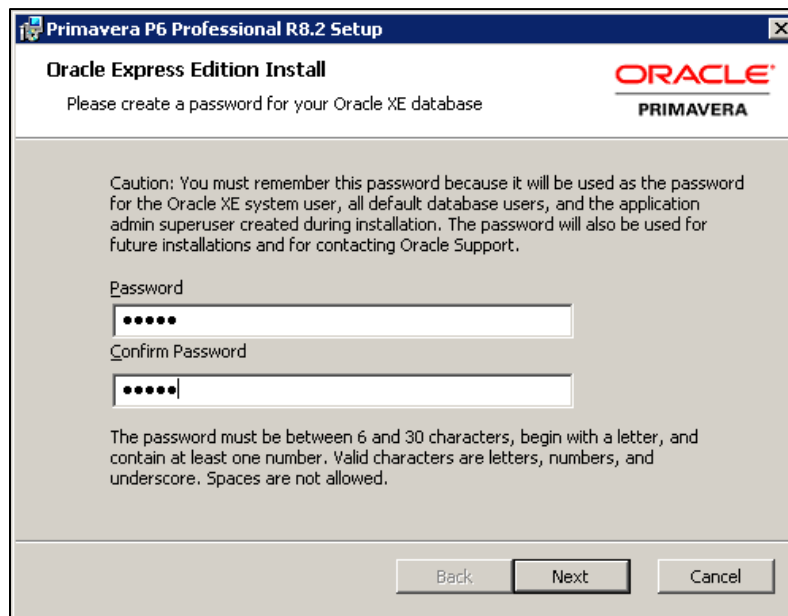 Primavera P6 Professional R8.2 Setup
Oracle Express Edition Install
Please create a password for your Oracle XE database
ORACLE®
PRIMAVERA
Caution: You must remember this password because it will be used as the password
for the Oracle XE system user, all default database users, and the application
admin superuser created during installation. The password will also be used for
future installations and for contacting Oracle Support.
Password
•••••
Confirm Password
•••••
The password must be between 6 and 30 characters, begin with a letter, and
contain at least one number. Valid characters are letters, numbers, and
underscore. Spaces are not allowed.
Back Next Cancel